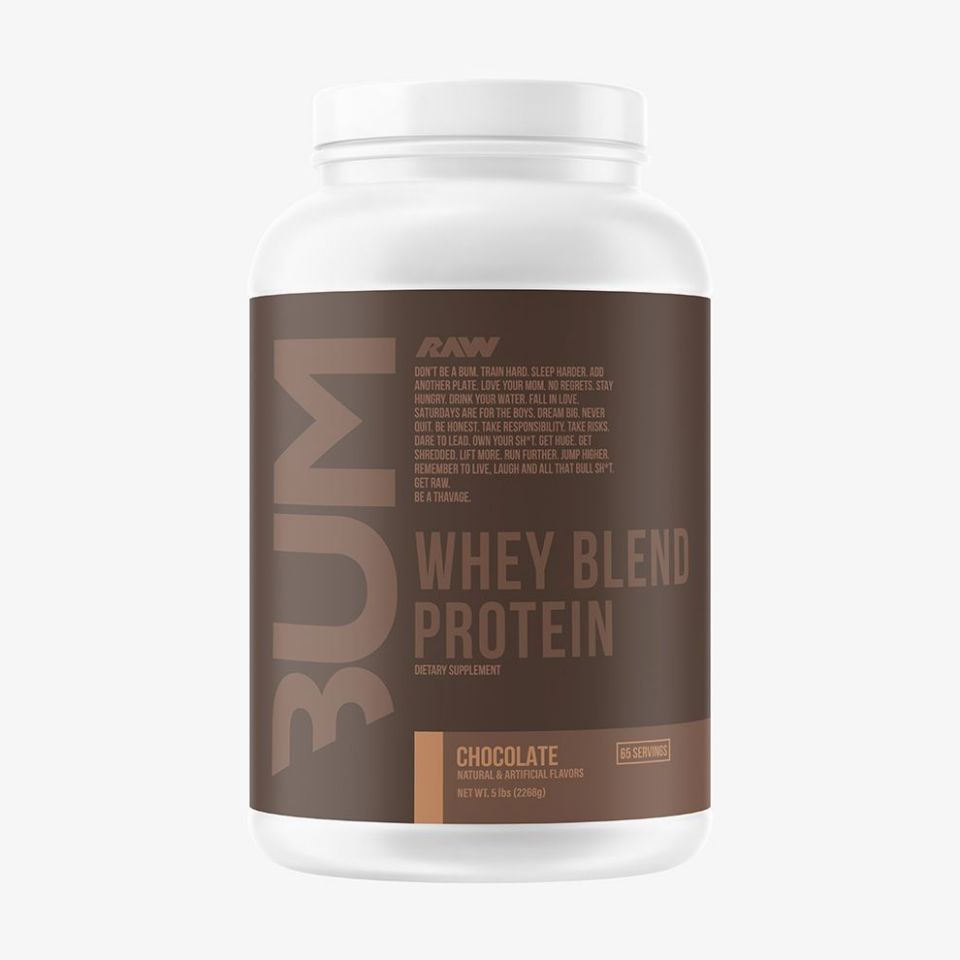 BUM
RAW
DON'T BE A BUM. TRAIN HARD. SLEEP HARDER. ADD
ANOTHER PLATE. LOVE YOUR MOM. NO REGRETS. STAY
HUNGRY. DRINK YOUR WATER. FALL IN LOVE,
SATURDAYS ARE FOR THE BOYS. DREAM BIG. NEVER
QUIT. BE HONEST. TAKE RESPONSIBILITY. TAKE RISKS.
DARE TO LEAD. OWN YOUR SH*T. GET HUGE. GET
SHREDDED. LIFT MORE. RUN FURTHER. JUMP HIGHER.
REMEMBER TO LIVE, LAUGH AND ALL THAT BULL SH*T.
GET RAW.
BE A THAVAGE.
WHEY BLEND
PROTEIN
DIETARY SUPPLEMENT
CHOCOLATE
65 SERVINGS
NATURAL & ARTIFICIAL FLAVORS
NET WT. 5 lbs (2268g)